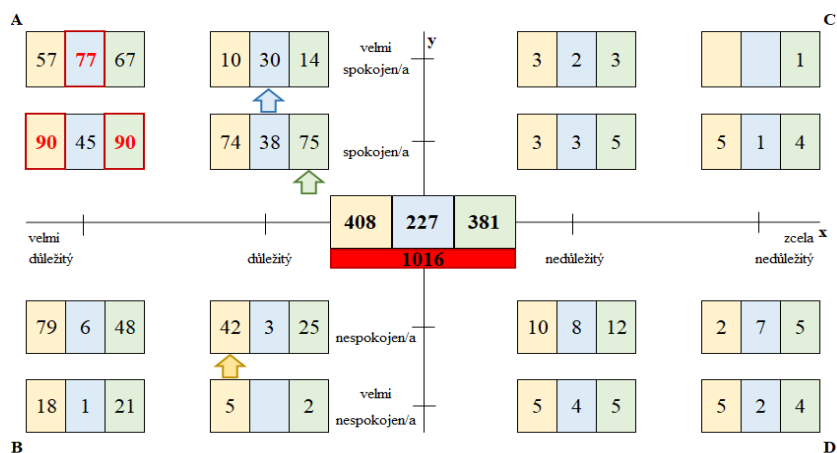 A
C
57 77 67
10 30 14
velmi
spokojen/a
y
3 2 3
1
90 45 90
74 38 75
spokojen/a
3 3 5
5 1 4
408 227 381
1016
velmi
důležitý
důležitý
nedůležitý
zcela
nedůležitý
x
79 6 48
42 3 25
nespokojen/a
10 8 12
2 7 5
18 1 21
5 2
velmi
nespokojen/a
5 4 5
5 2 4
B
D